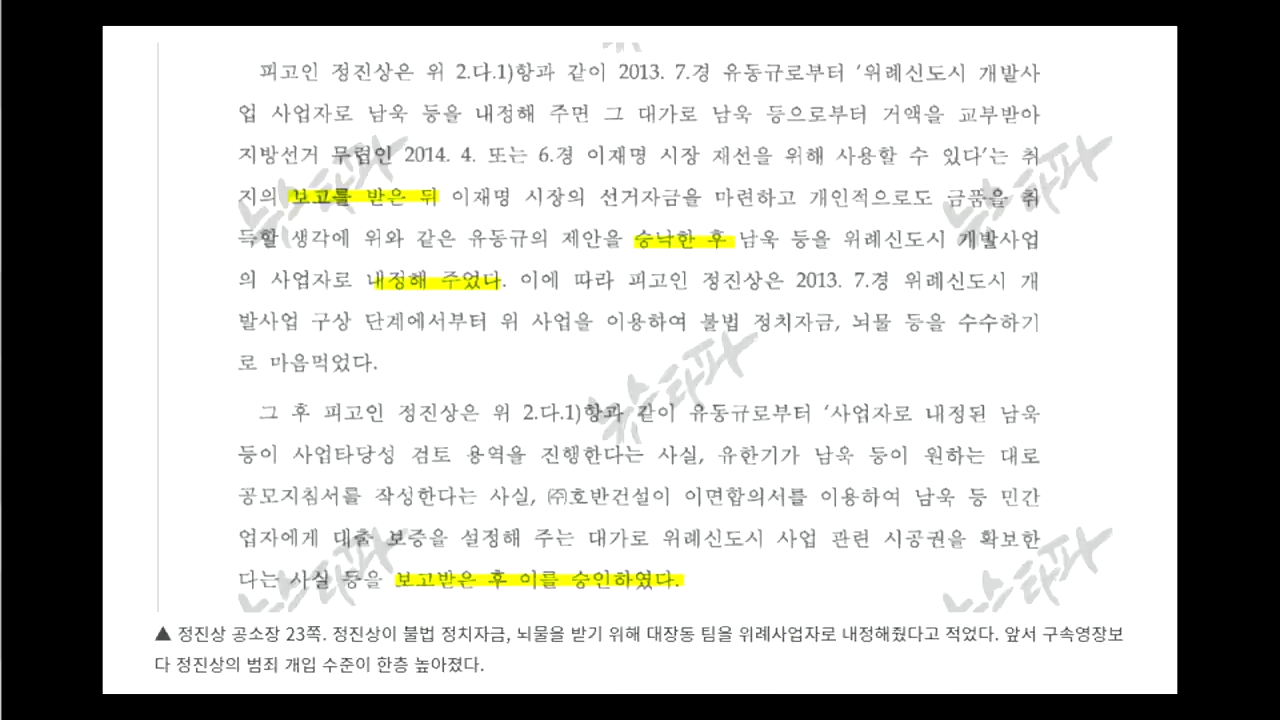 피고인 정진상은 위 2.다.1)항과 같이 2013. 7.경 유동규로부터 '위례신도시 개발사
업 사업자로 남욱 등을 내정해 주면 그 대가로 남욱 등으로부터 거액을 교부받아
지방선거 무렵인 2014. 4. 또는 6.경 이재명 시장 재선을 위해 사용할 수 있다'는 취
지의 보고를 받은 뒤 이재명 시장의 선거자금을 마련하고 개인적으로도 금품을 취
득할 생각에 위와 같은 유동규의 제안을 승낙한 후 남욱 등을 위례신도시 개발사업
의 사업자로 내정해 주었다. 이에 따라 피고인 정진상은 2013. 7.경 위례신도시 개
발사업 구상 단계에서부터 위 사업을 이용하여 불법 정치자금, 뇌물 등을 수수하기
로 마음먹었다.
그 후 피고인 정진상은 위 2.다.1)항과 같이 유동규로부터 '사업자로 내정된 남욱
등이 사업타당성 검토 용역을 진행한다는 사실, 유한기가 남욱 등이 원하는 대로
공모지침서를 작성한다는 사실, ㈜호반건설이 이면합의서를 이용하여 남욱 등 민간
업자에게 대출 보증을 설정해 주는 대가로 위례신도시 사업 관련 시공권을 확보한
다는 사실 등을 보고받은 후 이를 승인하였다.
뉴스타파
뉴스타파
뉴스타파
뉴스타파
뉴스타파
▲ 정진상 공소장 23쪽. 정진상이 불법 정치자금, 뇌물을 받기 위해 대장동 팀을 위례사업자로 내정해줬다고 적었다. 앞서 구속영장보
다 정진상의 범죄 개입 수준이 한층 높아졌다.